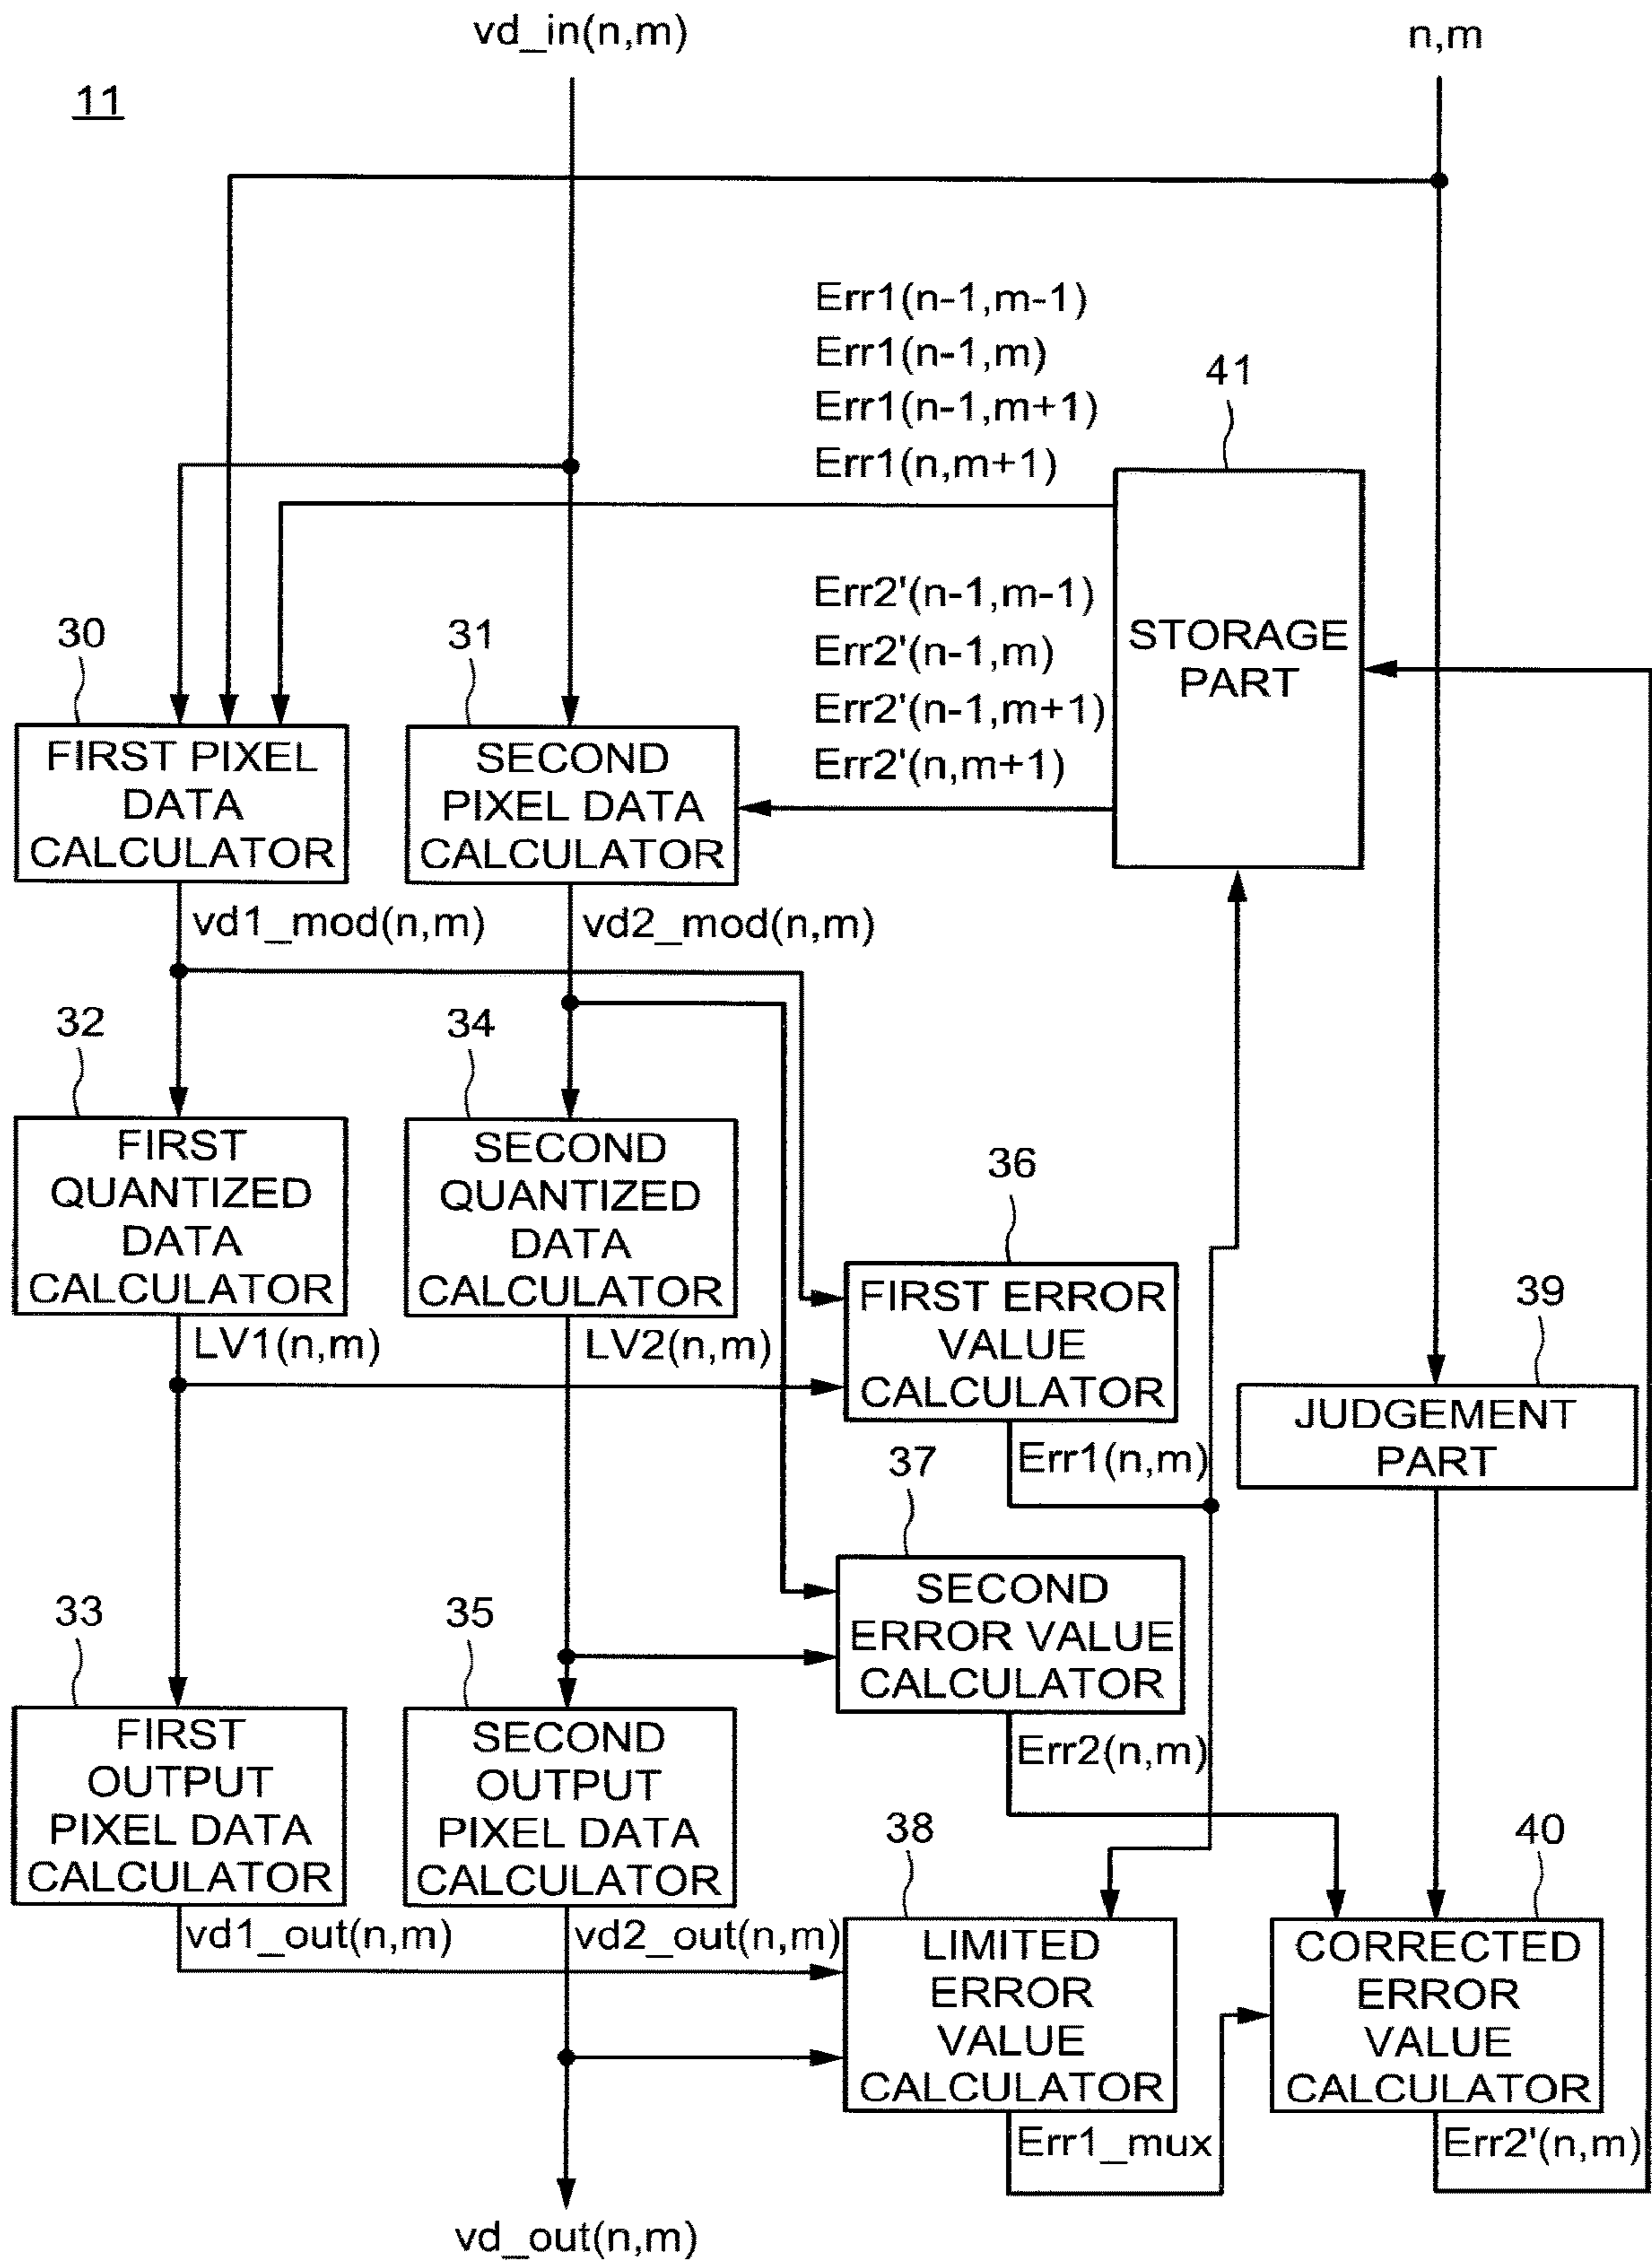 vd_in(n,m)
n,m
11
Err1(n-1,m-1)
Err1(n-1,m)
Err1(n-1,m+1)
Err1(n,m+1)
41
STORAGE
PART
Err2'(n-1,m-1)
Err2'(n-1,m)
Err2'(n-1,m+1)
Err2'(n,m+1)
30
FIRST PIXEL
DATA
CALCULATOR
31
SECOND
PIXEL DATA
CALCULATOR
vd1_mod(n,m)
vd2_mod(n,m)
32
FIRST
QUANTIZED
DATA
CALCULATOR
34
SECOND
QUANTIZED
DATA
CALCULATOR
LV1(n,m)
LV2(n,m)
36
FIRST ERROR
VALUE
CALCULATOR
Err1(n,m)
39
JUDGEMENT
PART
37
SECOND
ERROR VALUE
CALCULATOR
Err2(n,m)
33
FIRST
OUTPUT
PIXEL DATA
CALCULATOR
35
SECOND
OUTPUT
PIXEL DATA
CALCULATOR
vd1_out(n,m)
vd2_out(n,m)
38
LIMITED
ERROR
VALUE
CALCULATOR
Err1_mux
40
CORRECTED
ERROR
VALUE
CALCULATOR
Err2'(n,m)
vd_out(n,m)